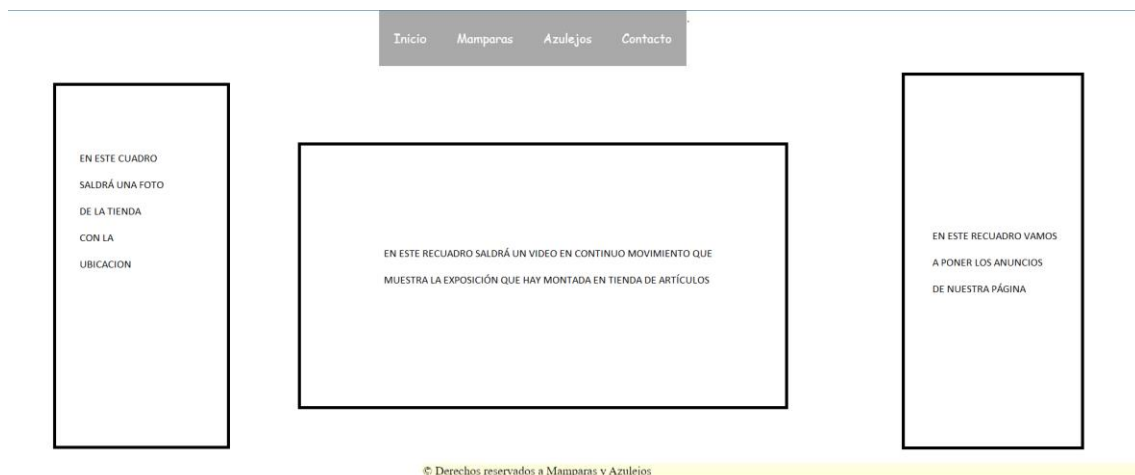 Inicio Mamparas Azulejos Contacto
EN ESTE CUADRO
SALDRÁ UNA FOTO
DE LA TIENDA
CON LA
UBICACION
EN ESTE RECUADRO SALDRÁ UN VIDEO EN CONTINUO MOVIMIENTO QUE
MUESTRA LA EXPOSICIÓN QUE HAY MONTADA EN TIENDA DE ARTÍCULOS
EN ESTE RECUADRO VAMOS
A PONER LOS ANUNCIOS
DE NUESTRA PÁGINA
© Derechos reservados a Mamparas y Azulejos